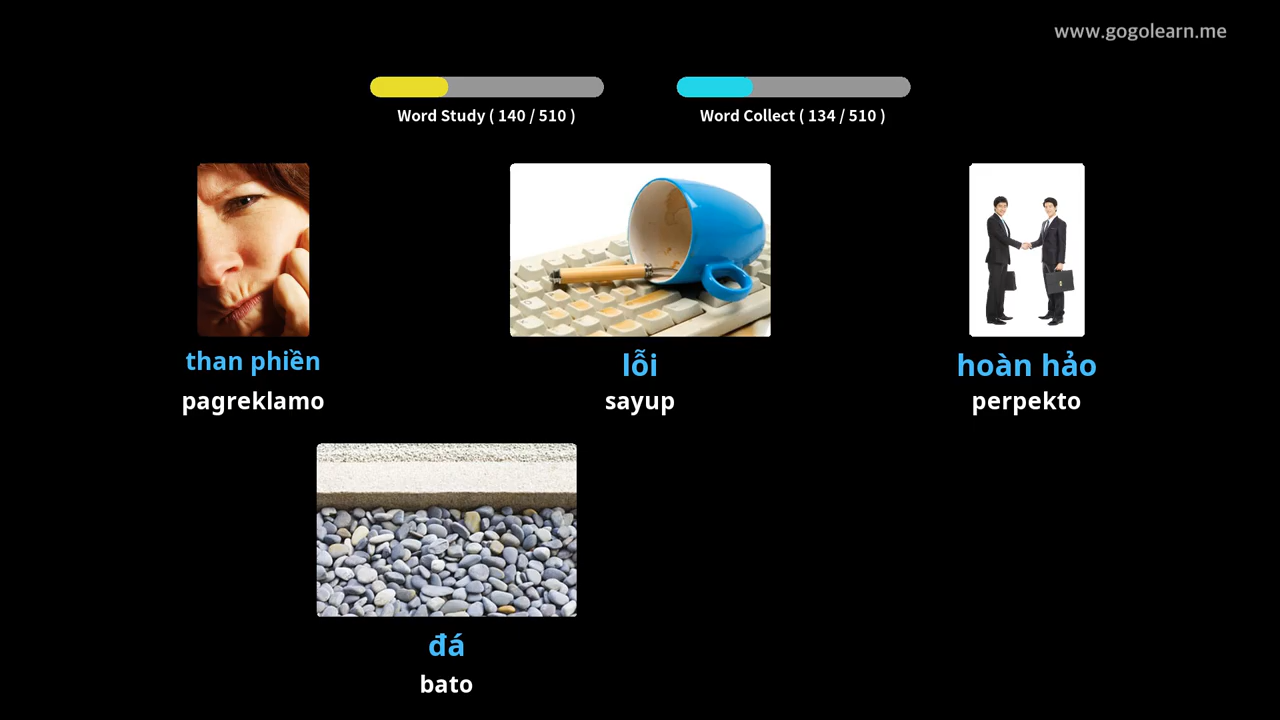 www.gogolearn.me
Word Study ( 140 / 510 )
Word Collect ( 134 / 510 )
than phiền
pagreklamo
lỗi
sayup
hoàn hảo
perpekto
đá
bato